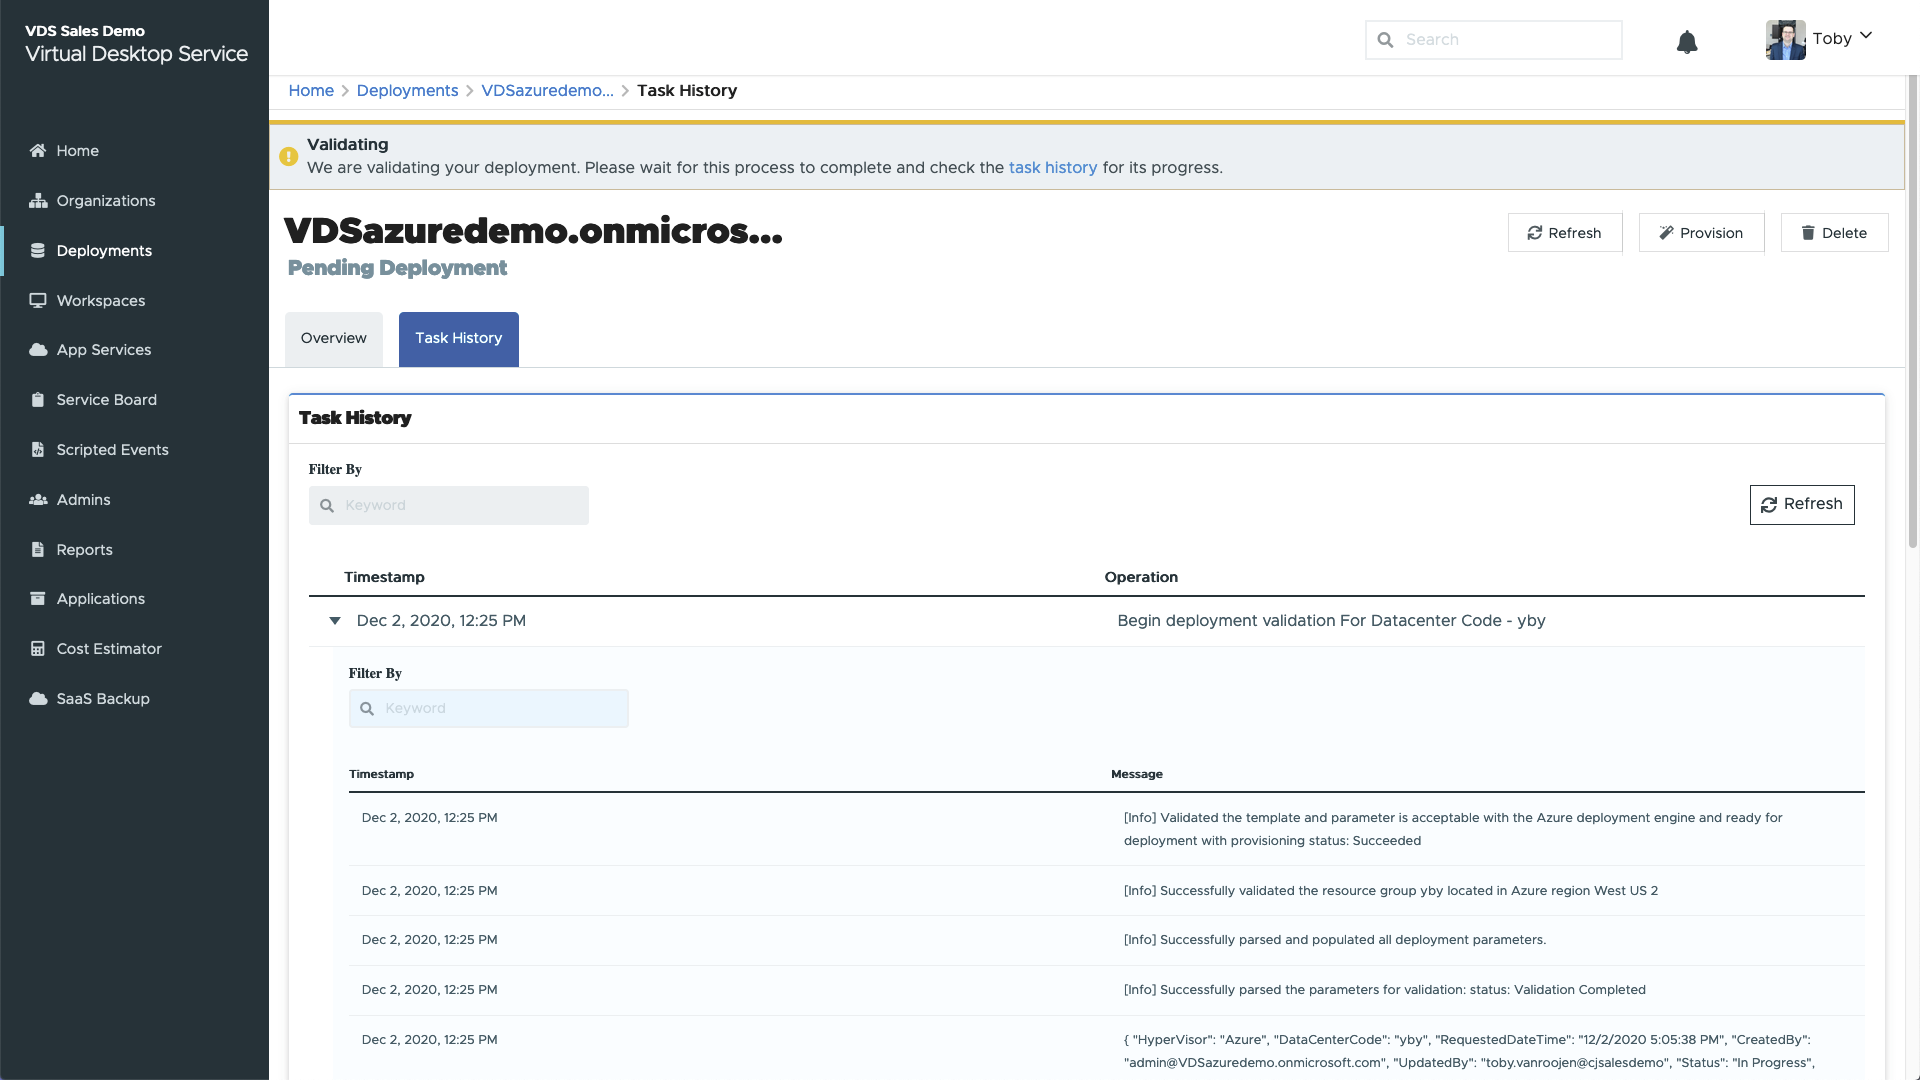 VDS Sales Demo
Virtual Desktop Service
Search
Toby
Home
Organizations
Deployments
Workspaces
App Services
Service Board
Scripted Events
Admins
Reports
Applications
Cost Estimator
SaaS Backup
Home > Deployments > VDSazuredemo... > Task History
Validating
We are validating your deployment. Please wait for this process to complete and check the task history for its progress.
VDSazuredemo.onmicros...
Pending Deployment
Refresh
Provision
Delete
Overview
Task History
Task History
Filter By
Keyword
Refresh
Timestamp Operation
Dec 2, 2020, 12:25 PM Begin deployment validation For Datacenter Code - yby
Filter By
Keyword
Timestamp Message
Dec 2, 2020, 12:25 PM [Info] Validated the template and parameter is acceptable with the Azure deployment engine and ready for
deployment with provisioning status: Succeeded
Dec 2, 2020, 12:25 PM [Info] Successfully validated the resource group yby located in Azure region West US 2
Dec 2, 2020, 12:25 PM [Info] Successfully parsed and populated all deployment parameters.
Dec 2, 2020, 12:25 PM [Info] Successfully parsed the parameters for validation: status: Validation Completed
Dec 2, 2020, 12:25 PM { "HyperVisor": "Azure", "DataCenterCode": "yby", "RequestedDateTime": "12/2/2020 5:05:38 PM", "CreatedBy":
"admin@VDSazuredemo.onmicrosoft.com", "UpdatedBy": "toby.vanroojen@cjsalesdemo", "Status": "In Progress",